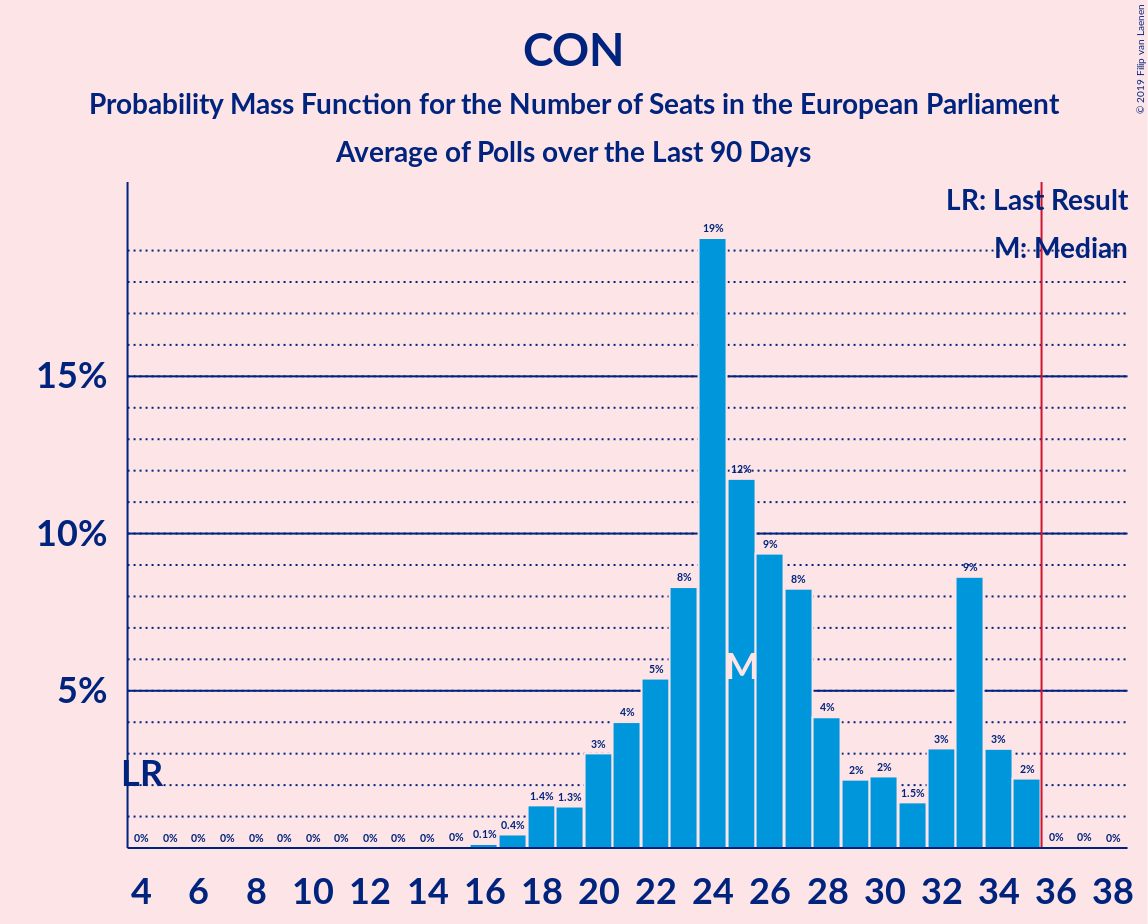 CON
Probability Mass Function for the Number of Seats in the European Parliament
Average of Polls over the Last 90 Days
© 2019 Filip van Laenen
LR: Last Result
M: Median
15%
10%
5%
LR
M
0% 0% 0% 0% 0% 0% 0% 0% 0% 0% 0% 0% 0.1% 0.4% 1.4% 1.3% 3% 4% 5% 8% 19% 12% 9% 8% 4% 2% 2% 1.5% 3% 9% 3% 2% 0% 0% 0%
4 6 8 10 12 14 16 18 20 22 24 26 28 30 32 34 36 38